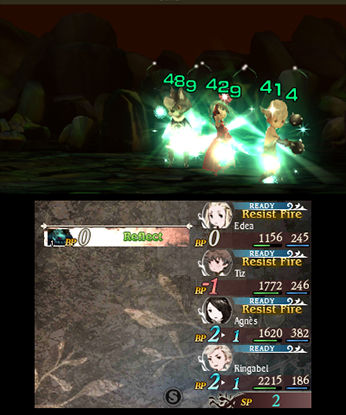 489 429 414
READY
Resist Fire
Edea
BP 0 Reflect
BP 0 1156 245
READY
Resist Fire
Tiz
BP -1 1772 246
READY
Resist Fire
Agnès
BP 2 1 1620 382
READY
Ringabel
BP 2 1 2215 186
S
SP 2